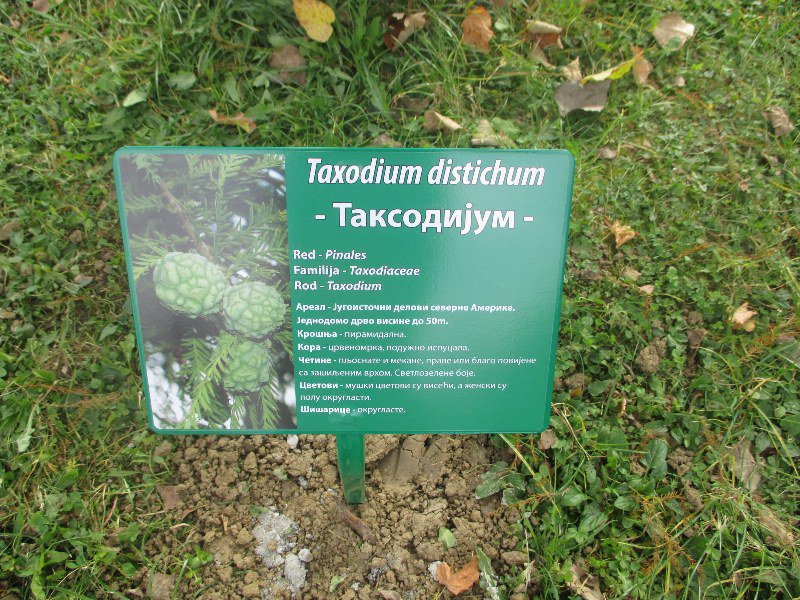 Taxodium distichum
- Таксодијум -
Red - Pinales
Familija - Taxodiaceae
Rod - Taxodium
Ареал - Југоисточни делови северне Америке.
Једнодомо дрво висине до 50m.
Крошња - пирамидална.
Кора - црвеномрка, подужно испуцала.
Четине - пљоснате и мекане, праве или благо повијене
са зашиљеним врхом. Светлозелене боје.
Цветови - мушки цветови су висећи, а женски су
полу округласти.
Шишарице - округласте.